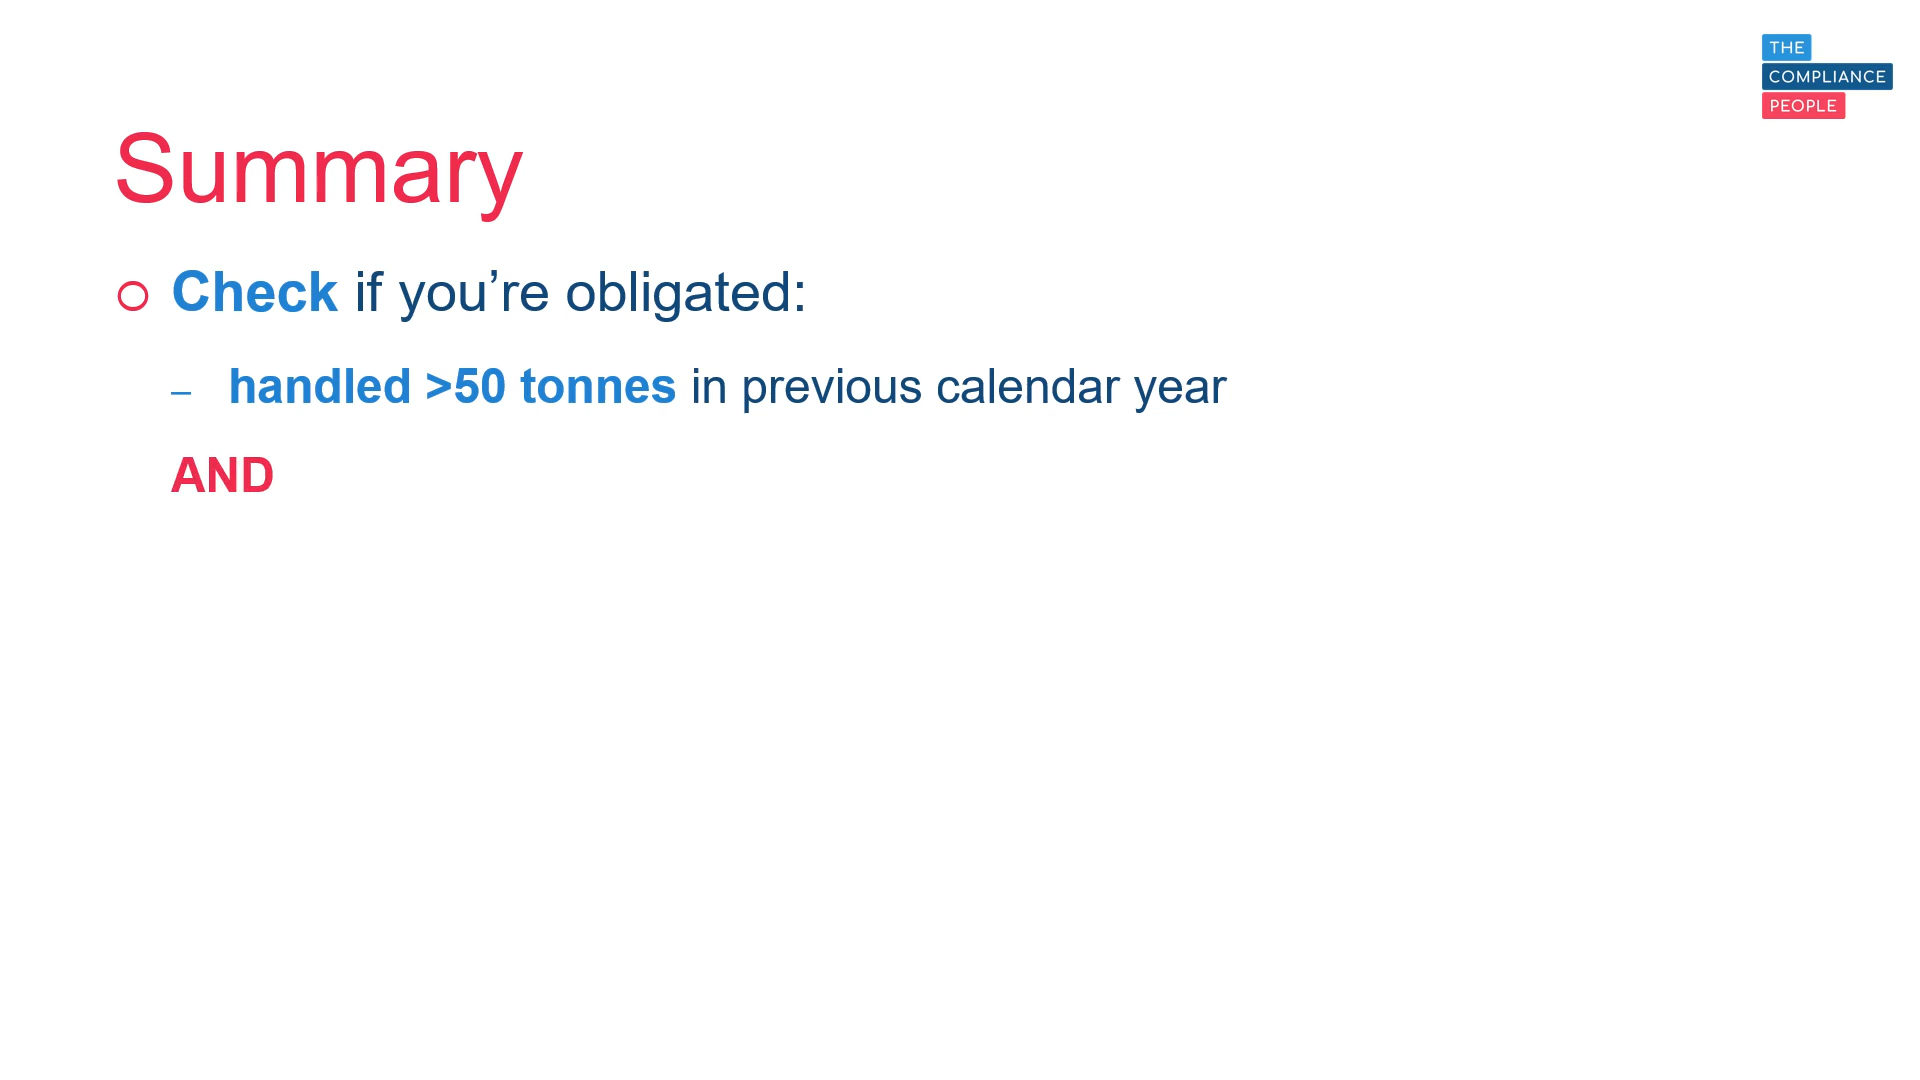 THE
COMPLIANCE
PEOPLE
Summary
Check if you’re obligated:
– handled >50 tonnes in previous calendar year
AND